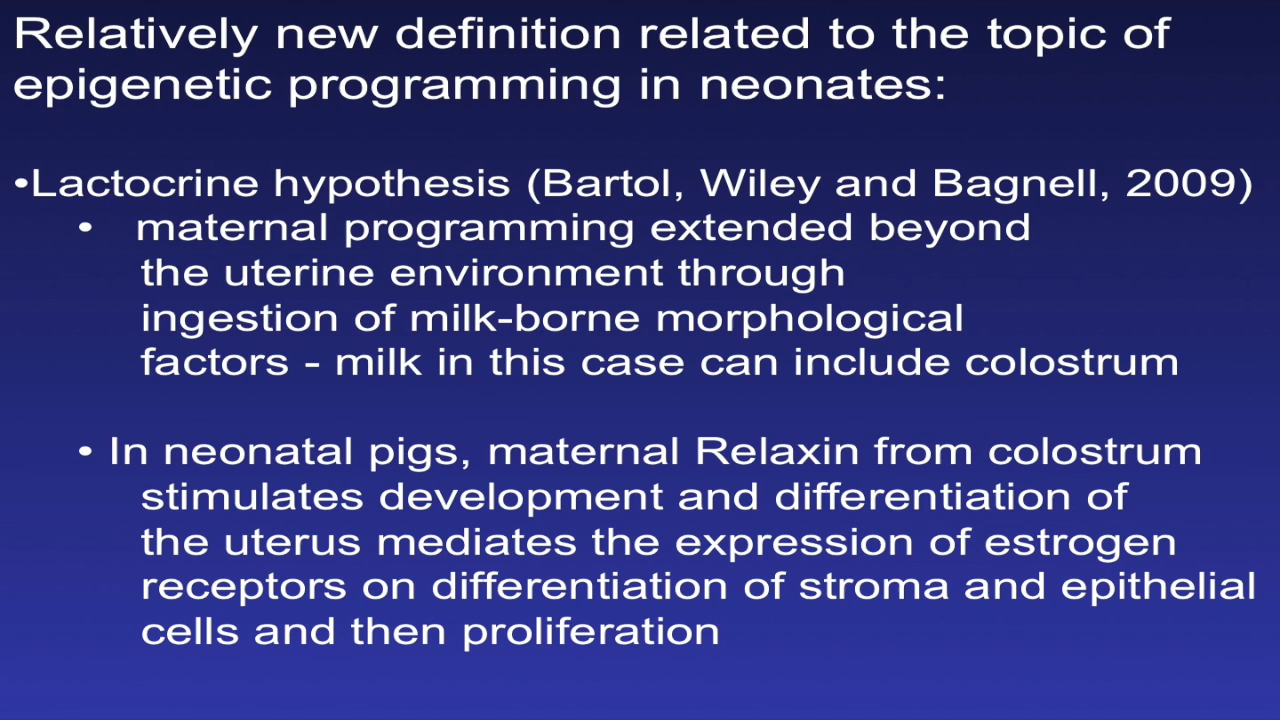 Relatively new definition related to the topic of
epigenetic programming in neonates:
•Lactocrine hypothesis (Bartol, Wiley and Bagnell, 2009)
• maternal programming extended beyond
the uterine environment through
ingestion of milk-borne morphological
factors - milk in this case can include colostrum
• In neonatal pigs, maternal Relaxin from colostrum
stimulates development and differentiation of
the uterus mediates the expression of estrogen
receptors on differentiation of stroma and epithelial
cells and then proliferation